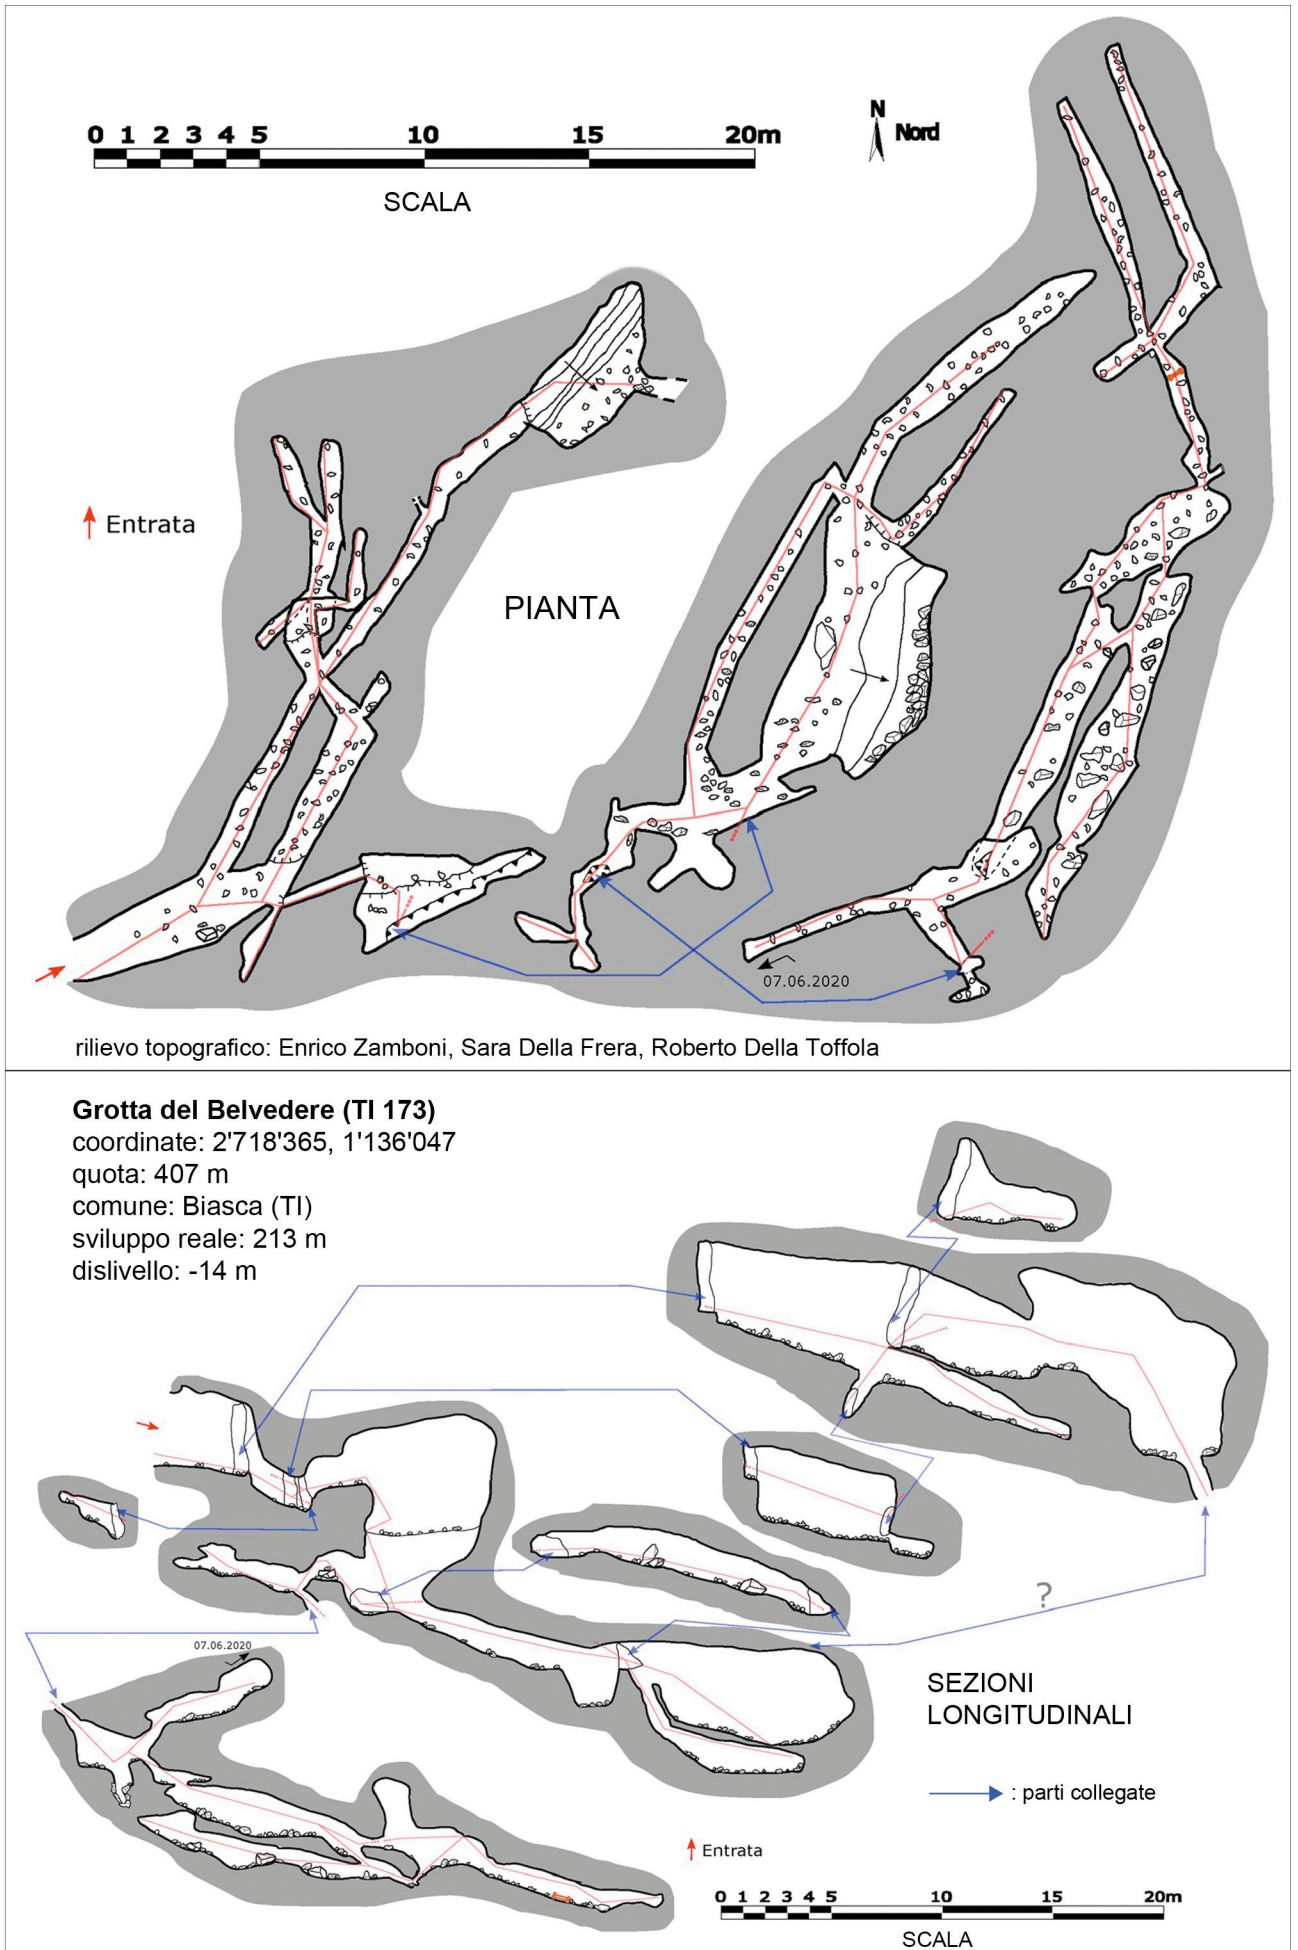 0 1 2 3 4 5 10 15 20m
SCALA
N
Nord
Entrata
PIANTA
07.06.2020
rilievo topografico: Enrico Zamboni, Sara Della Frera, Roberto Della Toffola
Grotta del Belvedere (TI 173)
coordinate: 2'718'365, 1'136'047
quota: 407 m
comune: Biasca (TI)
sviluppo reale: 213 m
dislivello: -14 m
?
07.06.2020
SEZIONI
LONGITUDINALI
: parti collegate
Entrata
0 1 2 3 4 5 10 15 20m
SCALA